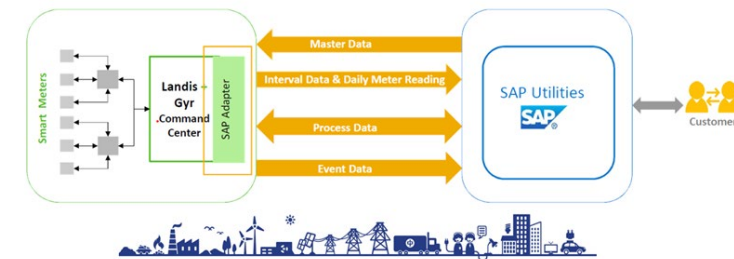 Smart Meters
Landis +
Gyr
.Command
Center
SAP Adapter
Master Data
Interval Data & Daily Meter Reading
Process Data
Event Data
SAP Utilities
SAP®
Customer